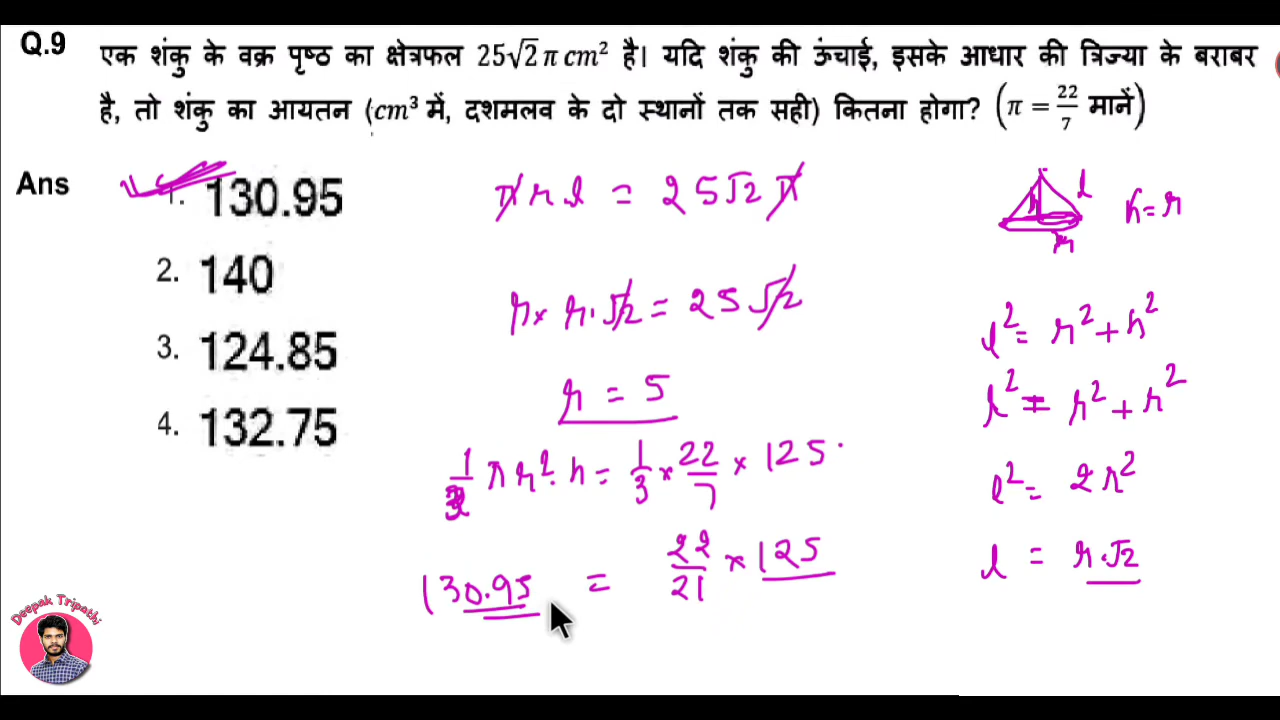 Q.9 एक शंकु के वक्र पृष्ठ का क्षेत्रफल 25√2 π cm² है। यदि शंकु की ऊंचाई, इसके आधार की त्रिज्या के बराबर
है, तो शंकु का आयतन (cm³ में, दशमलव के दो स्थानों तक सही) कितना होगा? (π = 22/7 मानें)
Ans 1. 130.95
2. 140
3. 124.85
4. 132.75
π r l = 25√2 π
r × r·√2 = 25√2
r = 5
1/3 π r²·h = 1/3 × 22/7 × 125
130.95 = 22/21 × 125
h l h = r
r
l² = r² + h²
l² = r² + r²
l² = 2r²
l = r·√2
Deepak Tripathi